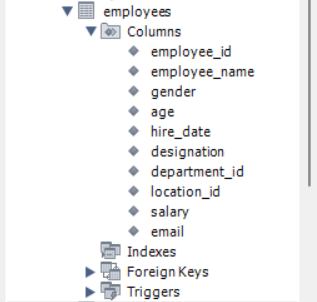 employees
Columns
employee_id
employee_name
gender
age
hire_date
designation
department_id
location_id
salary
email
Indexes
Foreign Keys
Triggers